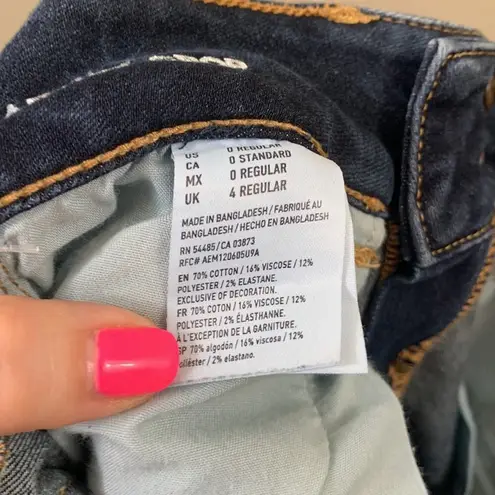 US 0 REGULAR
CA 0 STANDARD
MX 0 REGULAR
UK 4 REGULAR
MADE IN BANGLADESH / FABRIQUÉ AU
BANGLADESH / HECHO EN BANGLADESH
RN 54485/CA 03873
RFC# AEM120605U9A
EN 70% COTTON / 16% VISCOSE / 12%
POLYESTER / 2% ELASTANE.
EXCLUSIVE OF DECORATION.
FR 70% COTON / 16% VISCOSE / 12%
POLYESTER / 2% ÉLASTHANNE.
À L'EXCEPTION DE LA GARNITURE.
SP 70% algodón / 16% viscose / 12%
poliéster / 2% elastano.